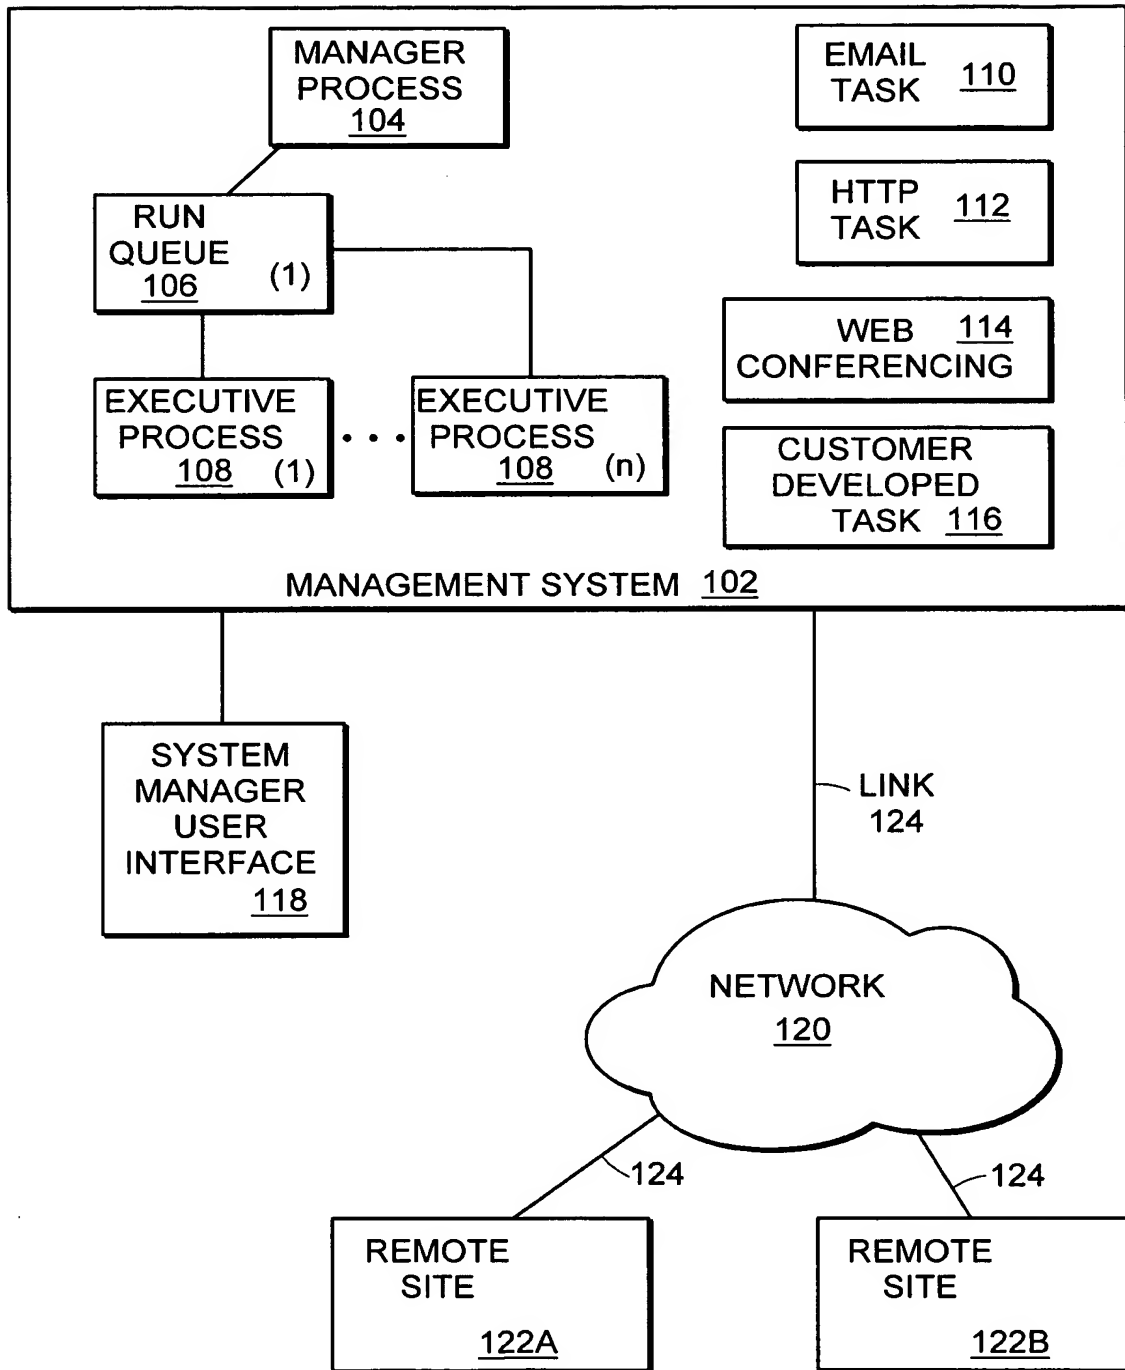 MANAGER
PROCESS
104
EMAIL
TASK 110
HTTP
TASK 112
RUN
QUEUE
106 (1)
WEB 114
CONFERENCING
EXECUTIVE
PROCESS
108 (1)
• • •
EXECUTIVE
PROCESS
108 (n)
CUSTOMER
DEVELOPED
TASK 116
MANAGEMENT SYSTEM 102
SYSTEM
MANAGER
USER
INTERFACE
118
LINK
124
NETWORK
120
124
124
REMOTE
SITE
122A
REMOTE
SITE
122B